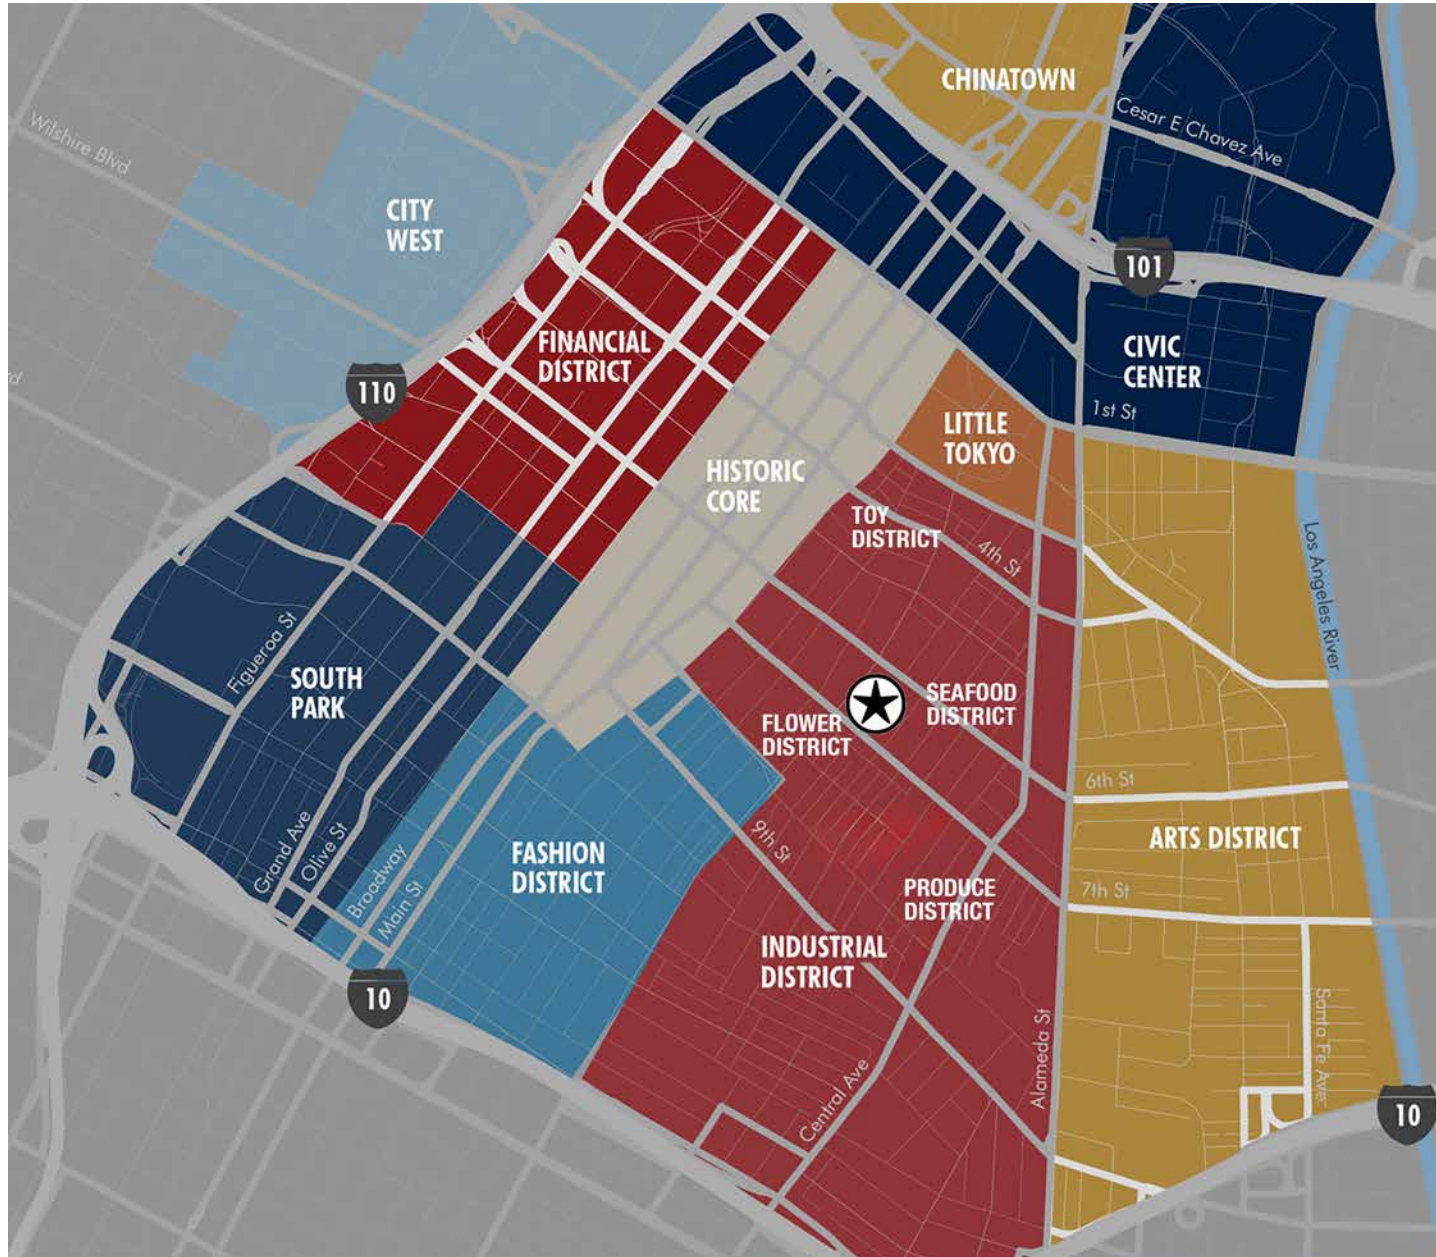 CHINATOWN
Cesar E Chavez Ave
Wilshire Blvd
CITY
WEST
101
FINANCIAL
DISTRICT
CIVIC
CENTER
110
1st St
LITTLE
TOKYO
HISTORIC
CORE
TOY
DISTRICT
4th St
Los Angeles River
Figueroa St
SOUTH
PARK
SEAFOOD
DISTRICT
FLOWER
DISTRICT
6th St
ARTS DISTRICT
9th St
Grand Ave
Olive St
Broadway
Main St
FASHION
DISTRICT
7th St
PRODUCE
DISTRICT
INDUSTRIAL
DISTRICT
10
Santa Fe Ave
Alameda St
Central Ave
10